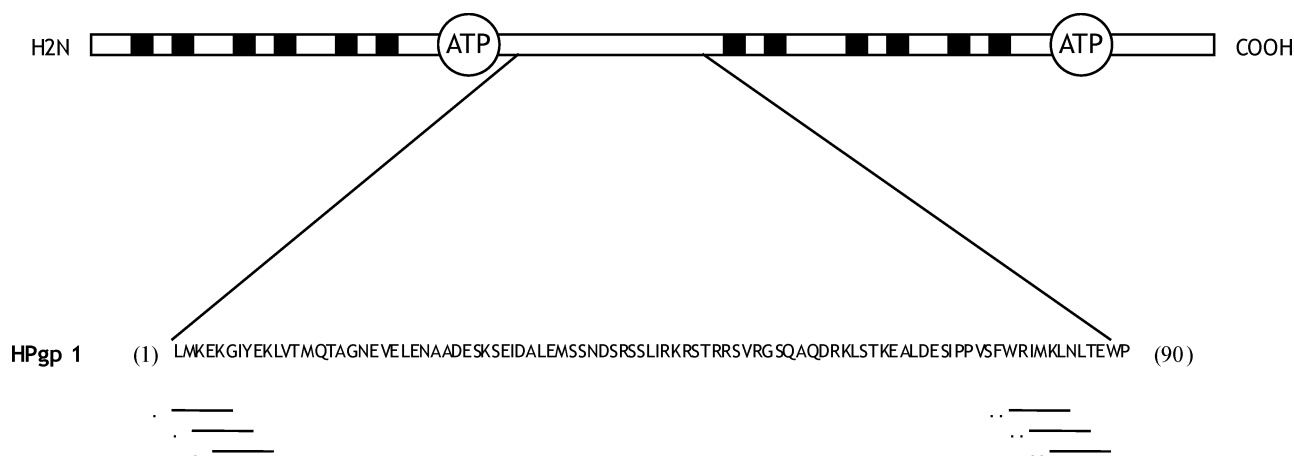 H2N ATP ATP COOH
HPgp 1 (1) LMKEKGIYEKLVTMQTAGNEVELENAADESKSEIDALEMSSNDSRSSLIRKRSTRRSVRGSQAQDRKLSTKEALDESIPPVSFWRIMKLNLTEWP (90)